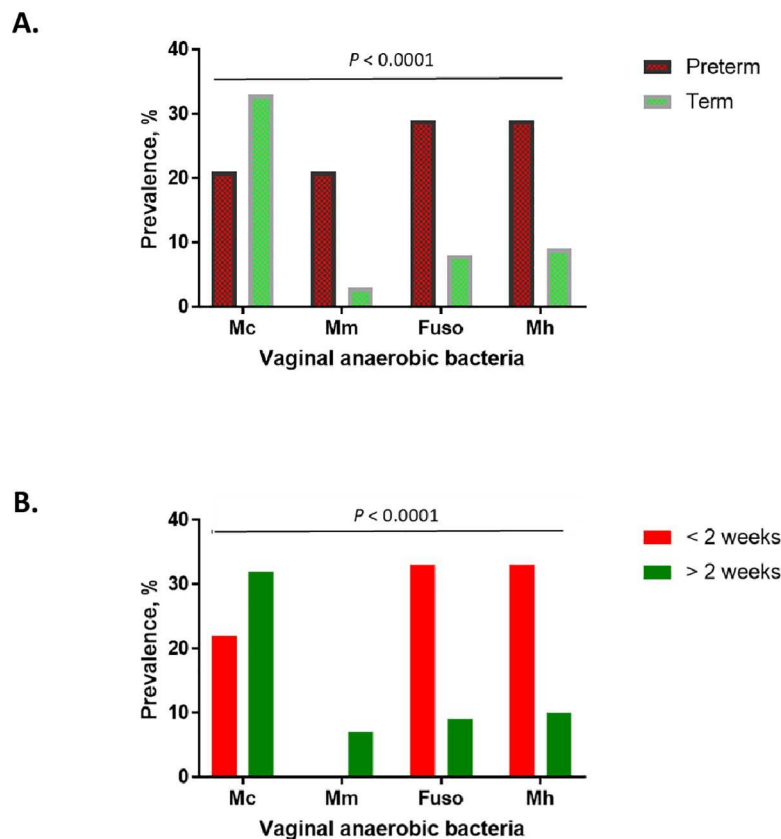 A.
P < 0.0001
Preterm
Term
Prevalence, %
40
30
20
10
0
Mc Mm Fuso Mh
Vaginal anaerobic bacteria
B.
P < 0.0001
< 2 weeks
> 2 weeks
Prevalence, %
40
30
20
10
0
Mc Mm Fuso Mh
Vaginal anaerobic bacteria